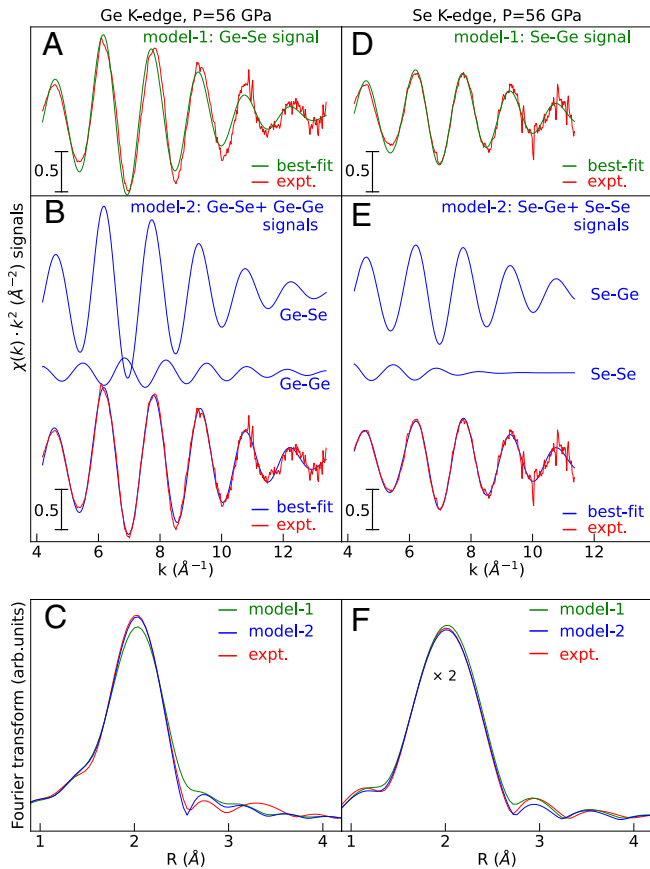 Ge K-edge, P=56 GPa
Se K-edge, P=56 GPa
A
model-1: Ge-Se signal
0.5
best-fit
expt.
D
model-1: Se-Ge signal
0.5
best-fit
expt.
χ(k) · k² (Å⁻²) signals
B
model-2: Ge-Se+ Ge-Ge
signals
Ge-Se
Ge-Ge
0.5
best-fit
expt.
4 6 8 10 12
k (Å⁻¹)
E
model-2: Se-Ge+ Se-Se
signals
Se-Ge
Se-Se
0.5
best-fit
expt.
4 6 8 10 12
k (Å⁻¹)
Fourier transform (arb.units)
C
model-1
model-2
expt.
1 2 3 4
R (Å)
F
model-1
model-2
expt.
× 2
1 2 3 4
R (Å)